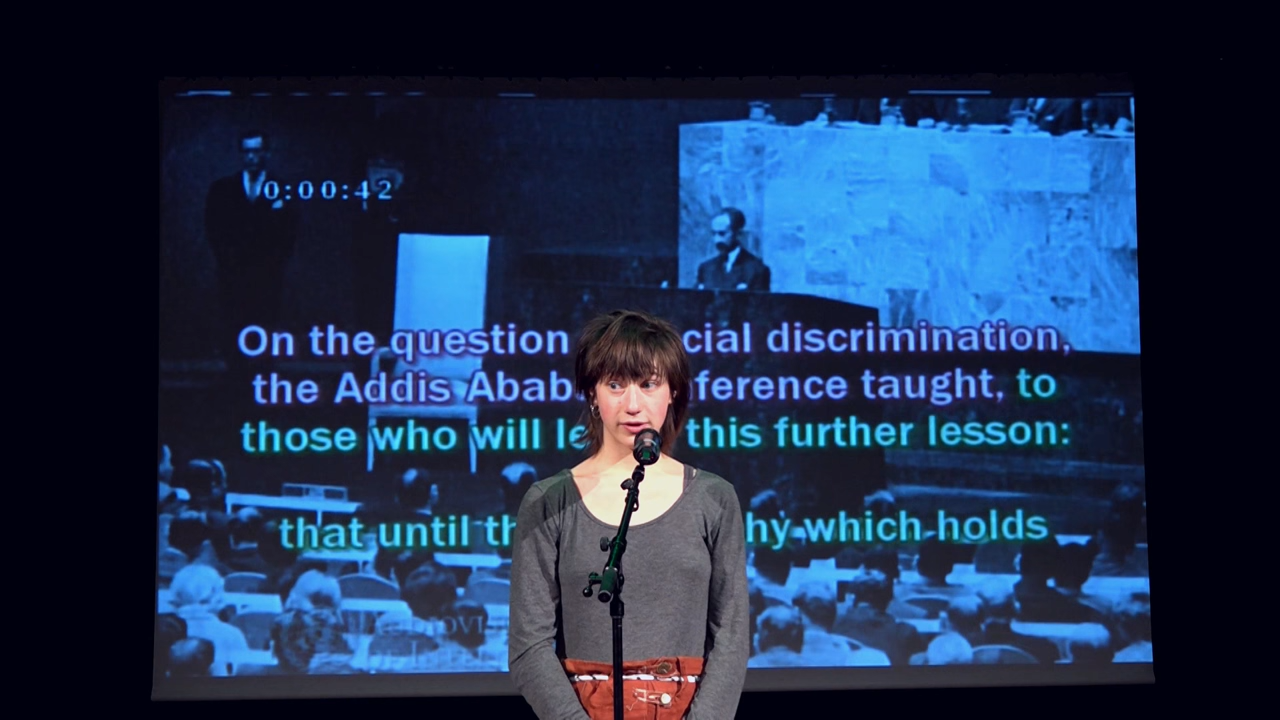 0:00:42
On the question cial discrimination,
the Addis Abab ference taught, to
those who will le this further lesson:
that until th hy which holds